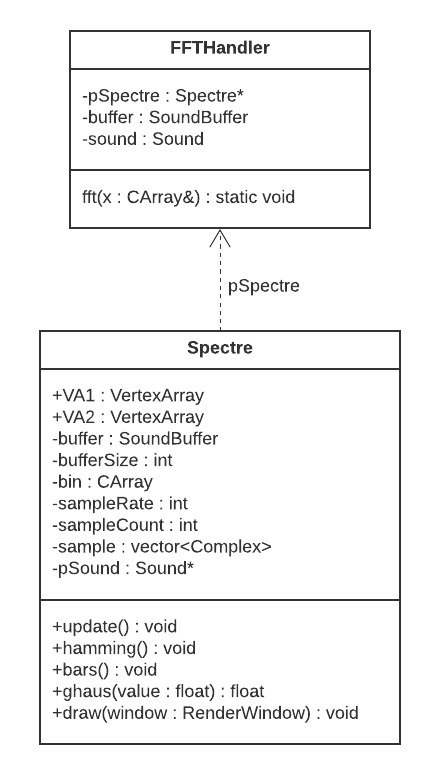 FFTHandler
-pSpectre : Spectre*
-buffer : SoundBuffer
-sound : Sound
fft(x : CArray&) : static void
pSpectre
Spectre
+VA1 : VertexArray
+VA2 : VertexArray
-buffer : SoundBuffer
-bufferSize : int
-bin : CArray
-sampleRate : int
-sampleCount : int
-sample : vector<Complex>
-pSound : Sound*
+update() : void
+hamming() : void
+bars() : void
+ghaus(value : float) : float
+draw(window : RenderWindow) : void